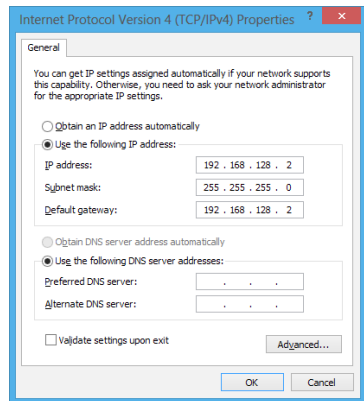 Internet Protocol Version 4 (TCP/IPv4) Properties ? ×
General
You can get IP settings assigned automatically if your network supports
this capability. Otherwise, you need to ask your network administrator
for the appropriate IP settings.
Obtain an IP address automatically
Use the following IP address:
IP address: 192 . 168 . 128 . 2
Subnet mask: 255 . 255 . 255 . 0
Default gateway: 192 . 168 . 128 . 2
Obtain DNS server address automatically
Use the following DNS server addresses:
Preferred DNS server: . . .
Alternate DNS server: . . .
Validate settings upon exit
Advanced...
OK Cancel